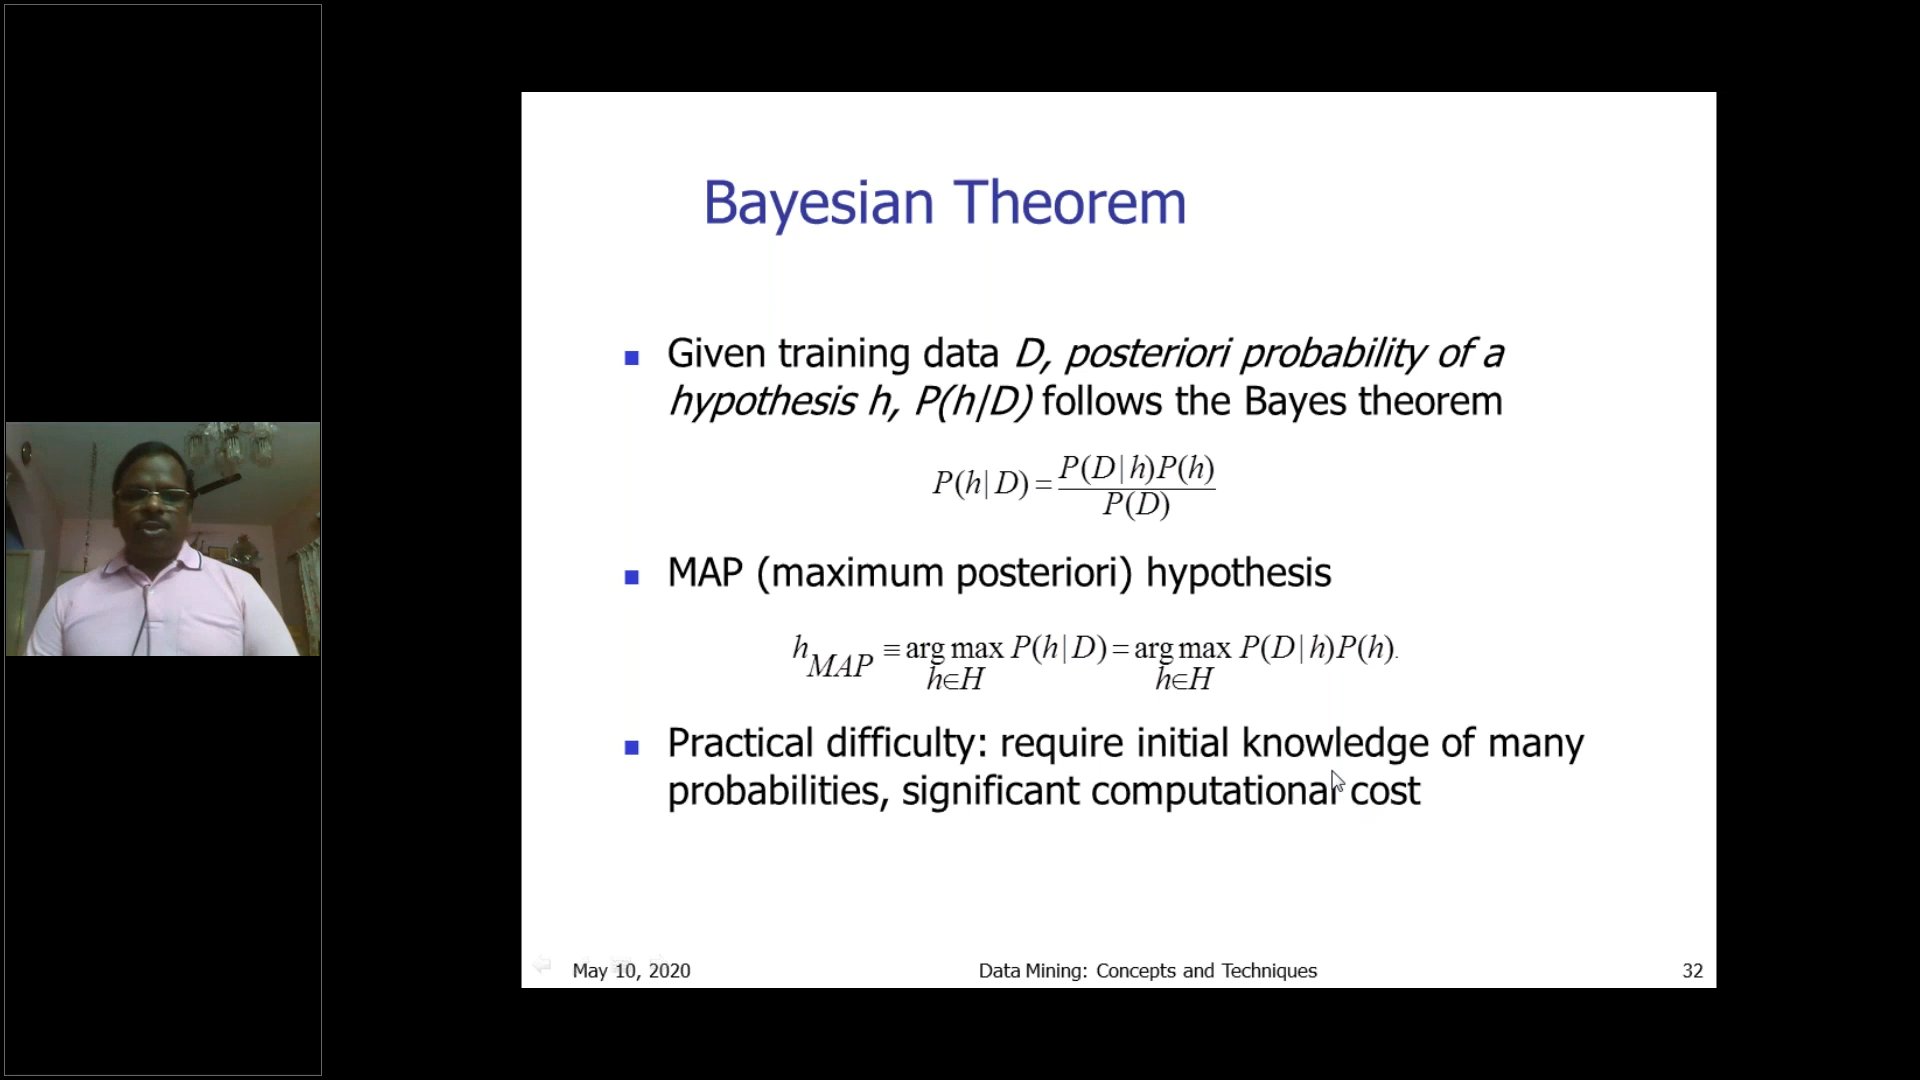 Bayesian Theorem
■ Given training data D, posteriori probability of a
hypothesis h, P(h|D) follows the Bayes theorem
P(h|D) = P(D|h)P(h) / P(D)
■ MAP (maximum posteriori) hypothesis
h_MAP ≡ arg max P(h|D) = arg max P(D|h)P(h).
h∈H h∈H
■ Practical difficulty: require initial knowledge of many
probabilities, significant computational cost
May 10, 2020 Data Mining: Concepts and Techniques 32